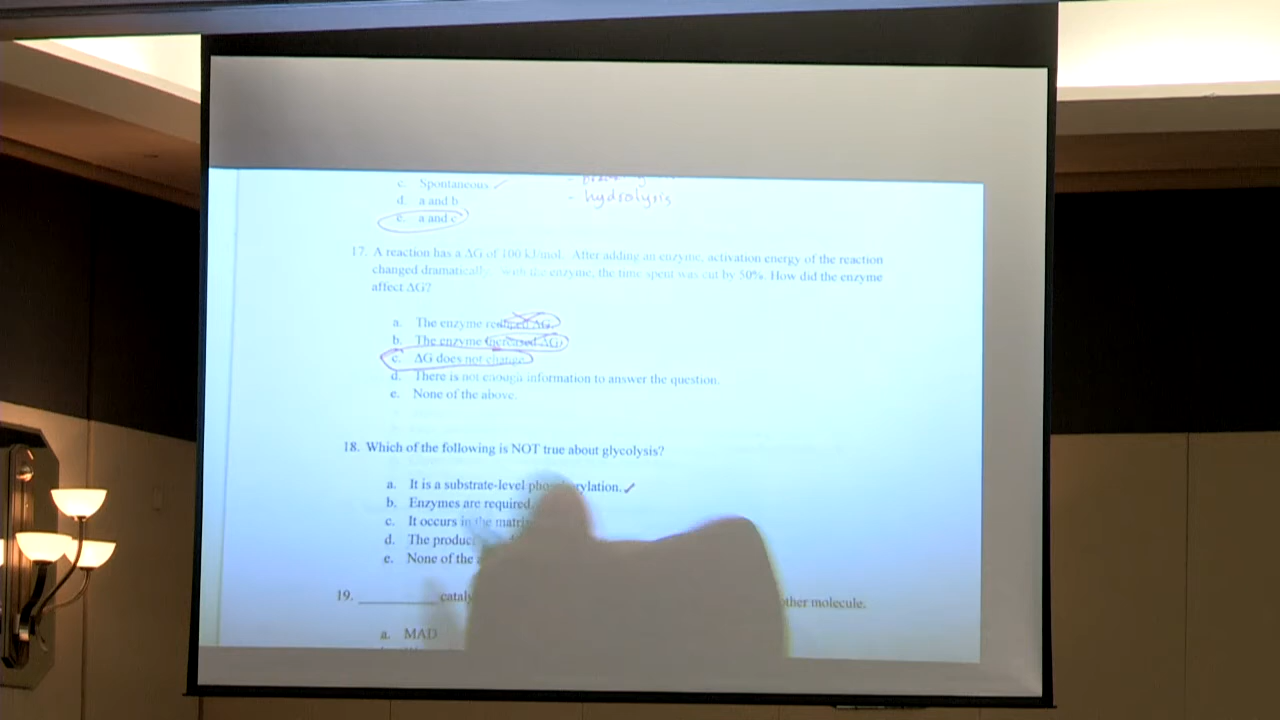 c. Spontaneous ✓
- hydrolysis
d. a and b
e. a and c
17. A reaction has a ΔG of 100 kJ/mol. After adding an enzyme, activation energy of the reaction
changed dramatically. with the enzyme, the time spent was cut by 50%. How did the enzyme
affect ΔG?
a. The enzyme reduced ΔG.
b. The enzyme increased ΔG.
c. ΔG does not change.
d. There is not enough information to answer the question.
e. None of the above.
18. Which of the following is NOT true about glycolysis?
a. It is a substrate-level phosphorylation. ✓
b. Enzymes are required.
c. It occurs in the
d. The
e. None of the
19. ________ other molecule.
a. MAD